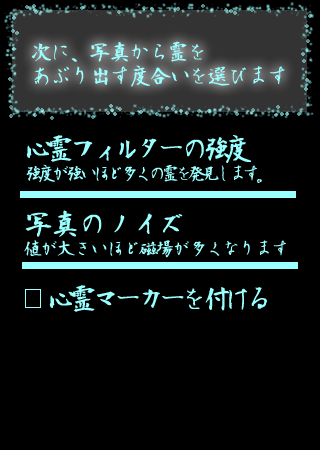 次に、写真から霊を
あぶり出す度合いを選びます
心霊フィルターの強度
強度が強いほど多くの霊を発見します。
写真のノイズ
値が大きいほど磁場が多くなります
心霊マーカーを付ける